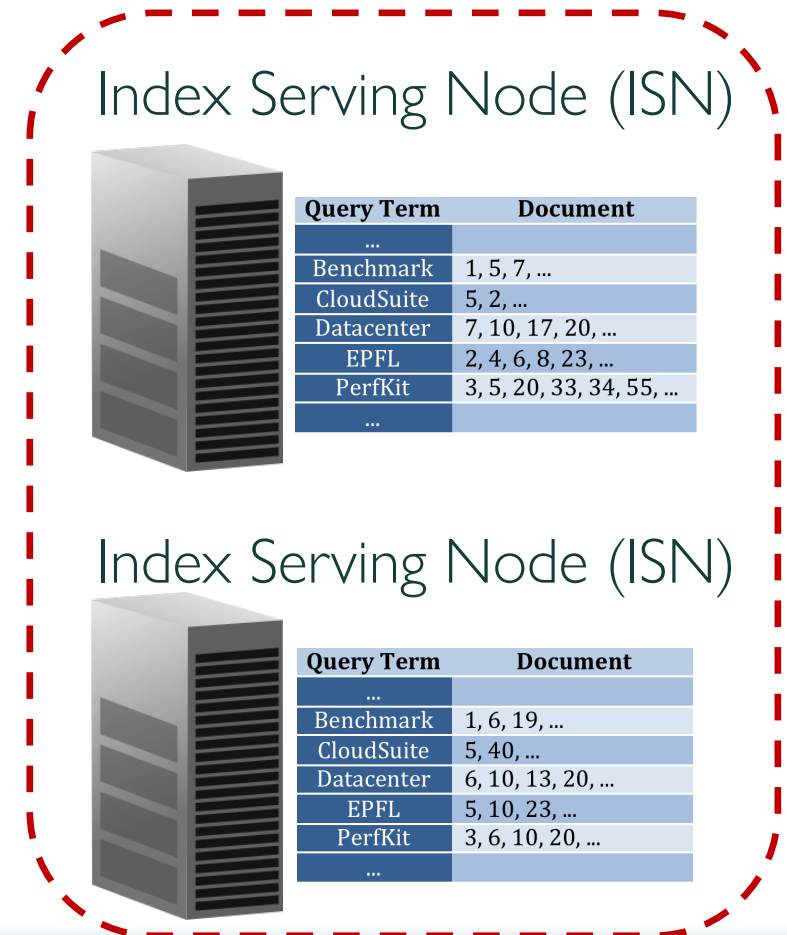 Index Serving Node (ISN)
Query Term Document
...
Benchmark 1, 5, 7, ...
CloudSuite 5, 2, ...
Datacenter 7, 10, 17, 20, ...
EPFL 2, 4, 6, 8, 23, ...
PerfKit 3, 5, 20, 33, 34, 55, ...
...
Index Serving Node (ISN)
Query Term Document
...
Benchmark 1, 6, 19, ...
CloudSuite 5, 40, ...
Datacenter 6, 10, 13, 20, ...
EPFL 5, 10, 23, ...
PerfKit 3, 6, 10, 20, ...
...